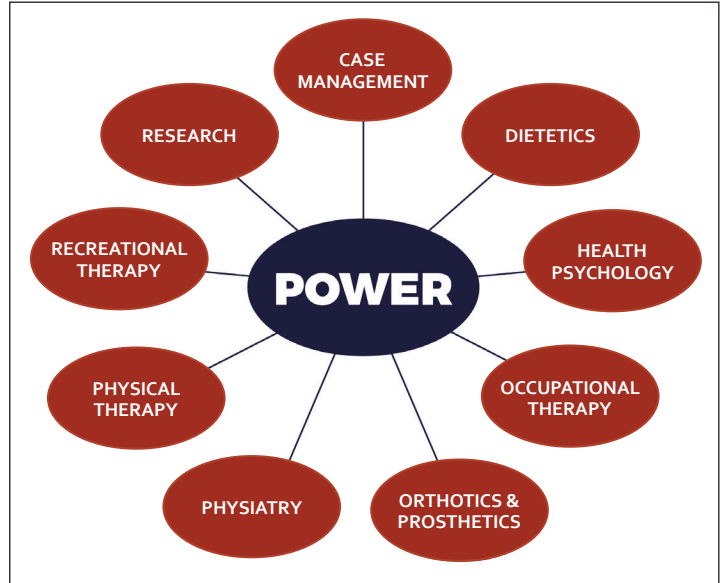 CASE
MANAGEMENT
DIETETICS
HEALTH
PSYCHOLOGY
OCCUPATIONAL
THERAPY
ORTHOTICS &
PROSTHETICS
PHYSIATRY
PHYSICAL
THERAPY
RECREATIONAL
THERAPY
RESEARCH
POWER